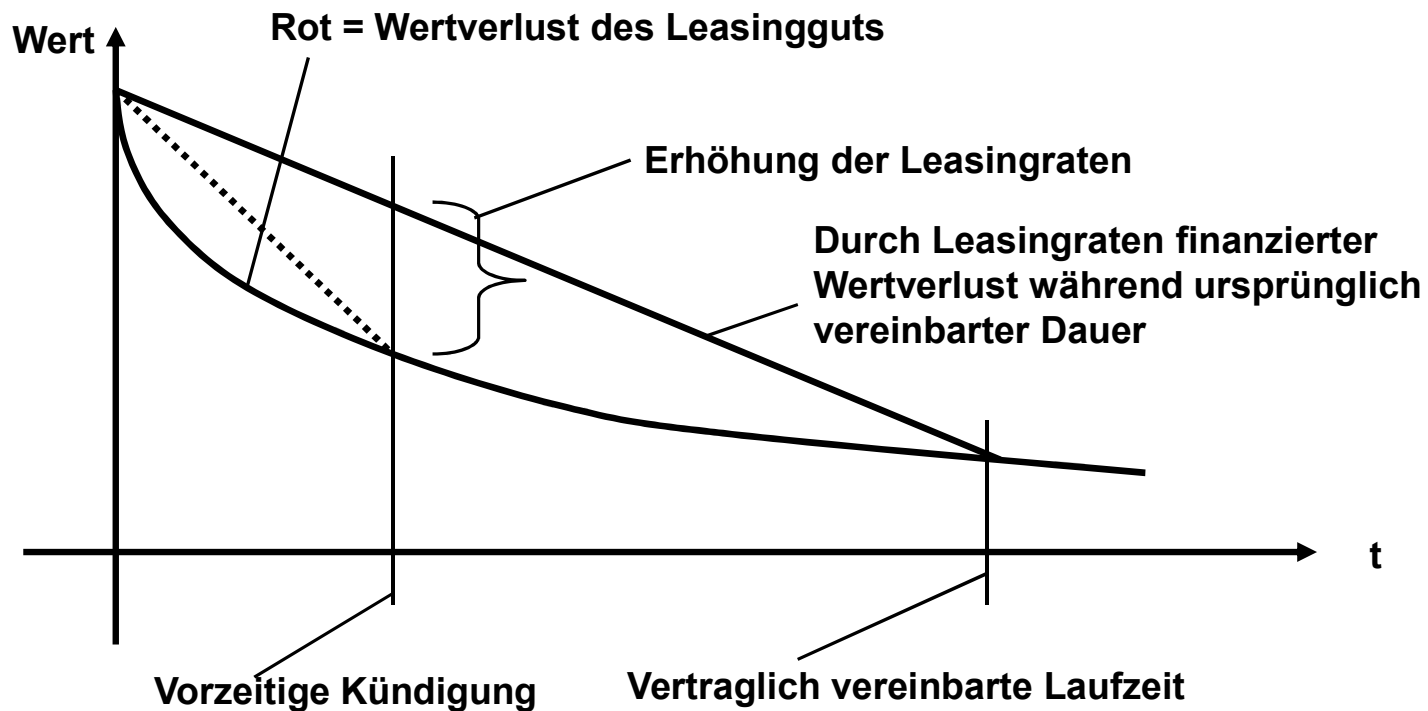 Wert
Rot = Wertverlust des Leasingguts
Erhöhung der Leasingraten
Durch Leasingraten finanzierter
Wertverlust während ursprünglich
vereinbarter Dauer
t
Vorzeitige Kündigung
Vertraglich vereinbarte Laufzeit